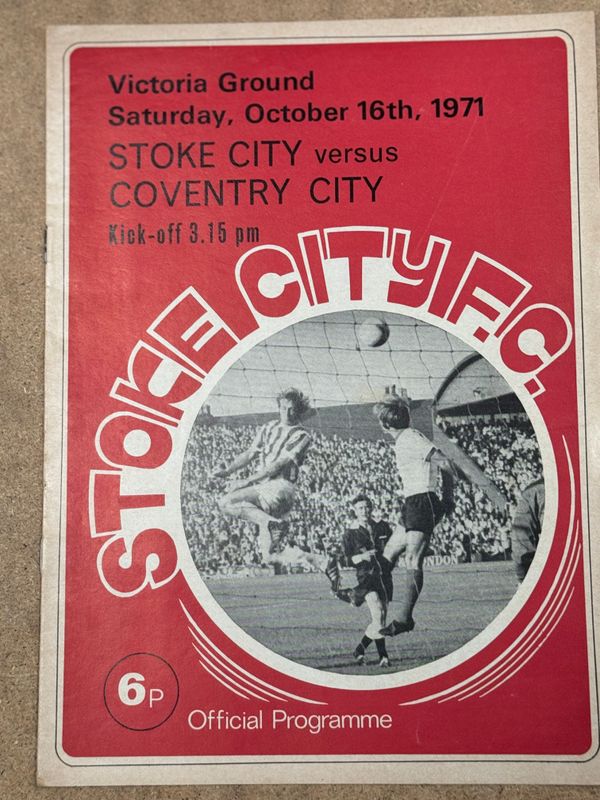 Victoria Ground
Saturday, October 16th, 1971
STOKE CITY versus
COVENTRY CITY
Kick-off 3.15 pm
STOKE CITY F.C.
LONDON
6P
Official Programme